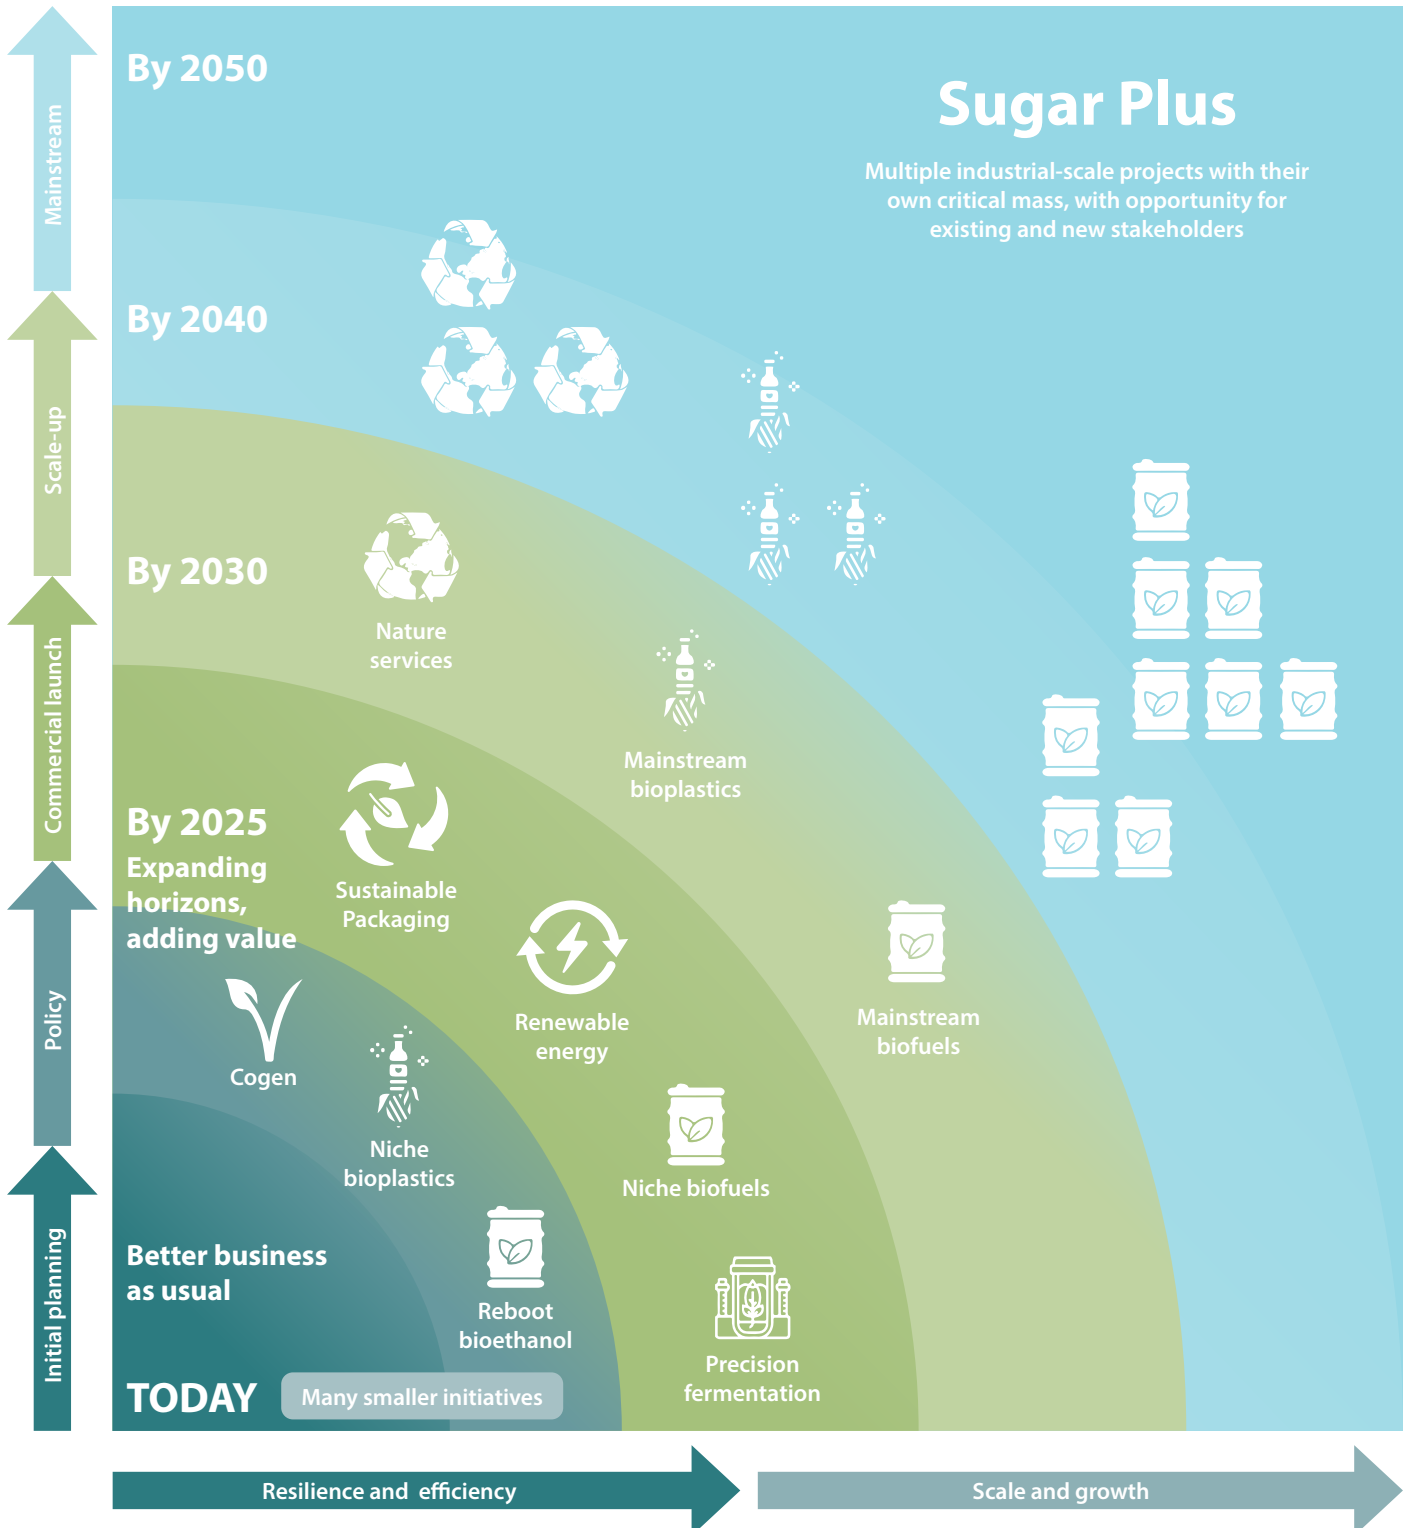 By 2050
Sugar Plus
Multiple industrial-scale projects with their
own critical mass, with opportunity for
existing and new stakeholders
Mainstream
By 2040
Scale-up
By 2030
Nature
services
Commercial launch
Mainstream
bioplastics
By 2025
Expanding
horizons,
adding value
Sustainable
Packaging
Renewable
energy
Mainstream
biofuels
Policy
Cogen
Niche
bioplastics
Niche biofuels
Initial planning
Better business
as usual
Reboot
bioethanol
Precision
fermentation
TODAY
Many smaller initiatives
Resilience and efficiency
Scale and growth